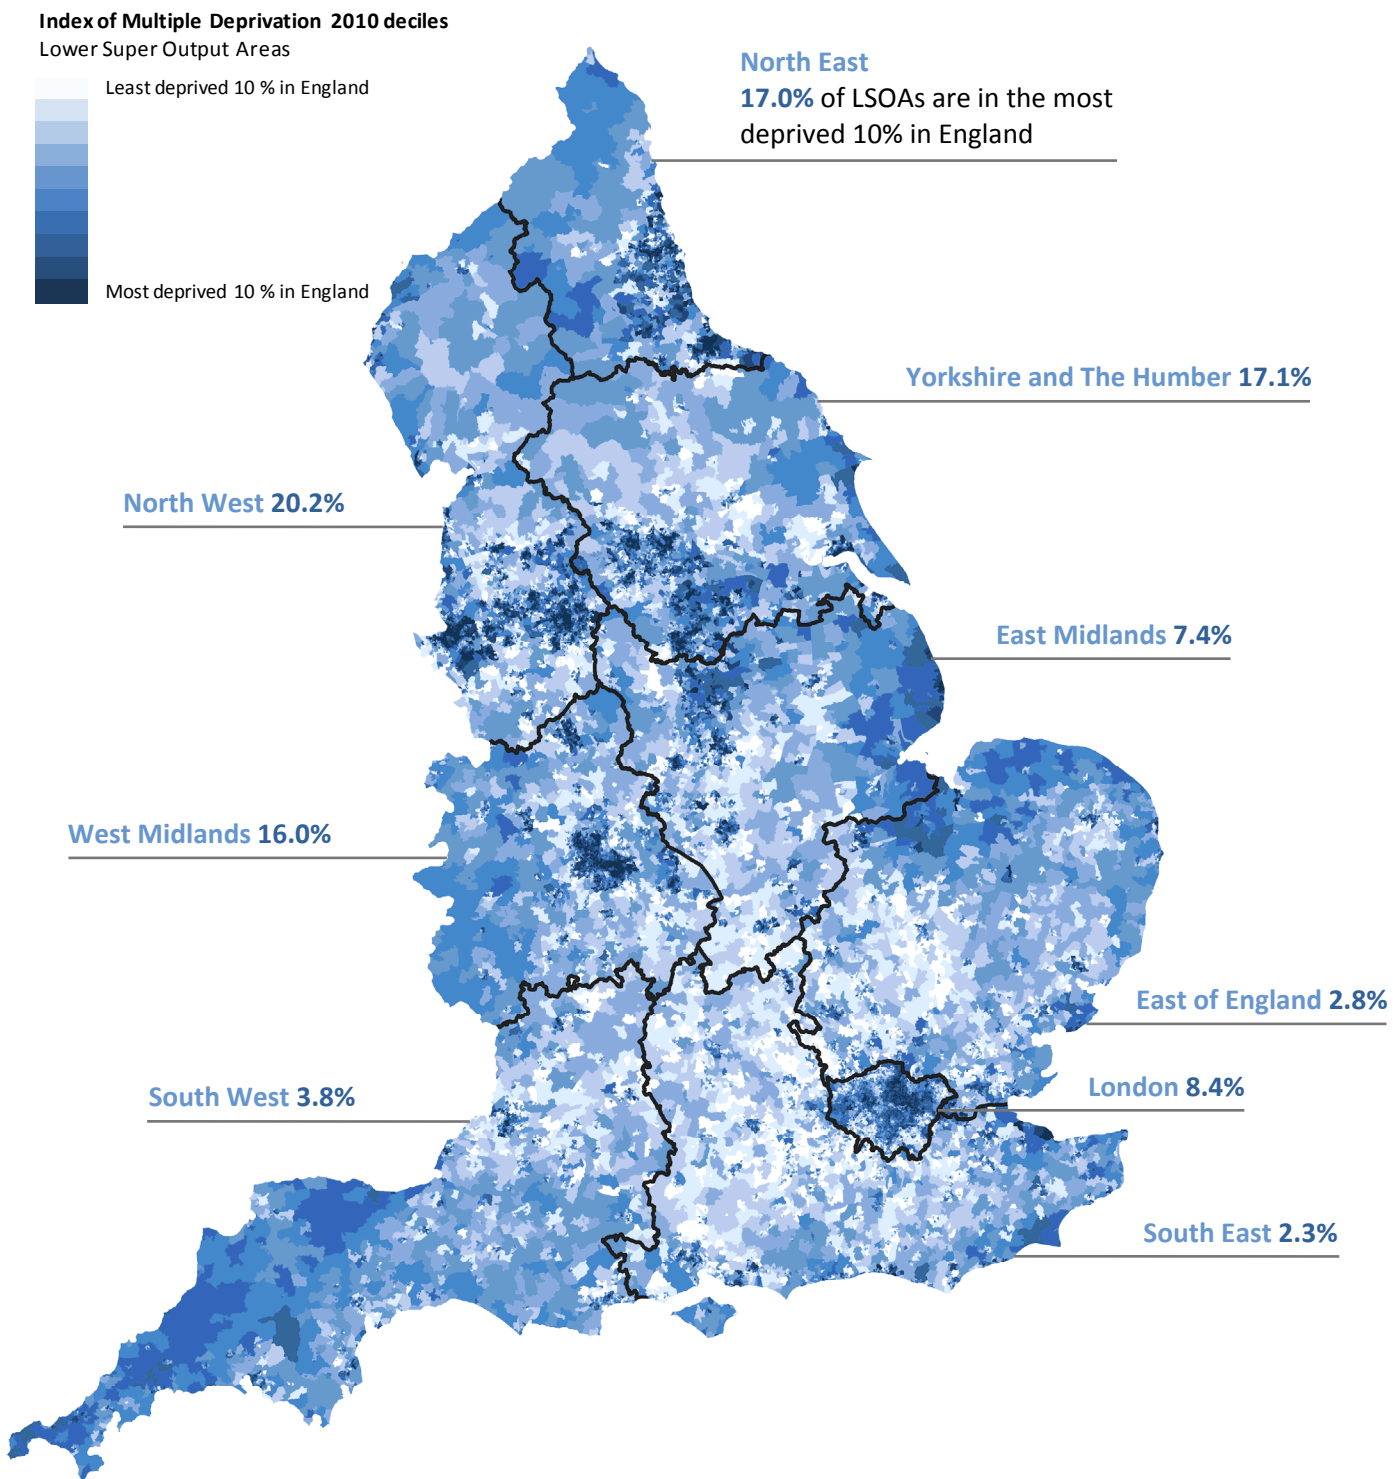 Index of Multiple Deprivation 2010 deciles
Lower Super Output Areas
Least deprived 10 % in England
Most deprived 10 % in England
North East
17.0% of LSOAs are in the most
deprived 10% in England
Yorkshire and The Humber 17.1%
North West 20.2%
East Midlands 7.4%
West Midlands 16.0%
East of England 2.8%
London 8.4%
South West 3.8%
South East 2.3%